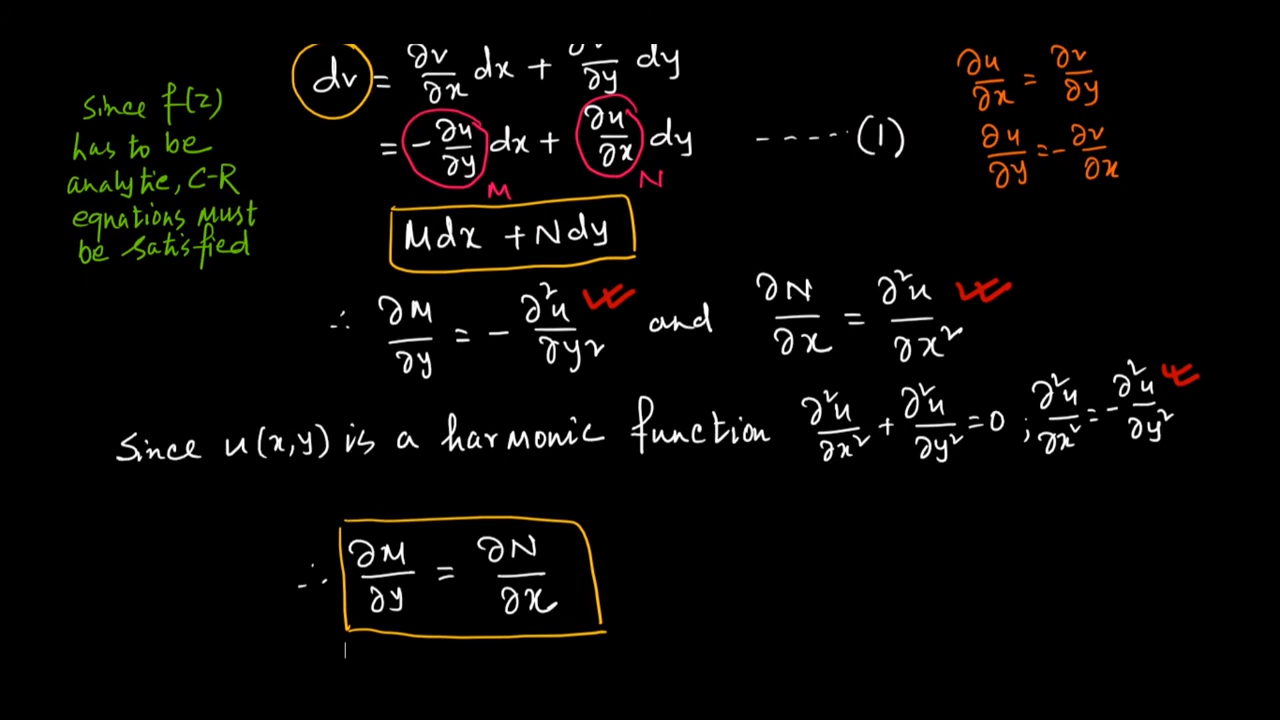 dv = ∂v/∂x dx + ∂v/∂y dy
= -∂u/∂y dx + ∂u/∂x dy ----- (1)
M N
Mdx + Ndy
∂u/∂x = ∂v/∂y
∂u/∂y = -∂v/∂x
Since f(z)
has to be
analytic, C-R
equations must
be satisfied
∴ ∂M/∂y = -∂²u/∂y² and ∂N/∂x = ∂²u/∂x²
Since u(x,y) is a harmonic function ∂²u/∂x² + ∂²u/∂y² = 0 ; ∂²u/∂x² = -∂²u/∂y²
∴ ∂M/∂y = ∂N/∂x